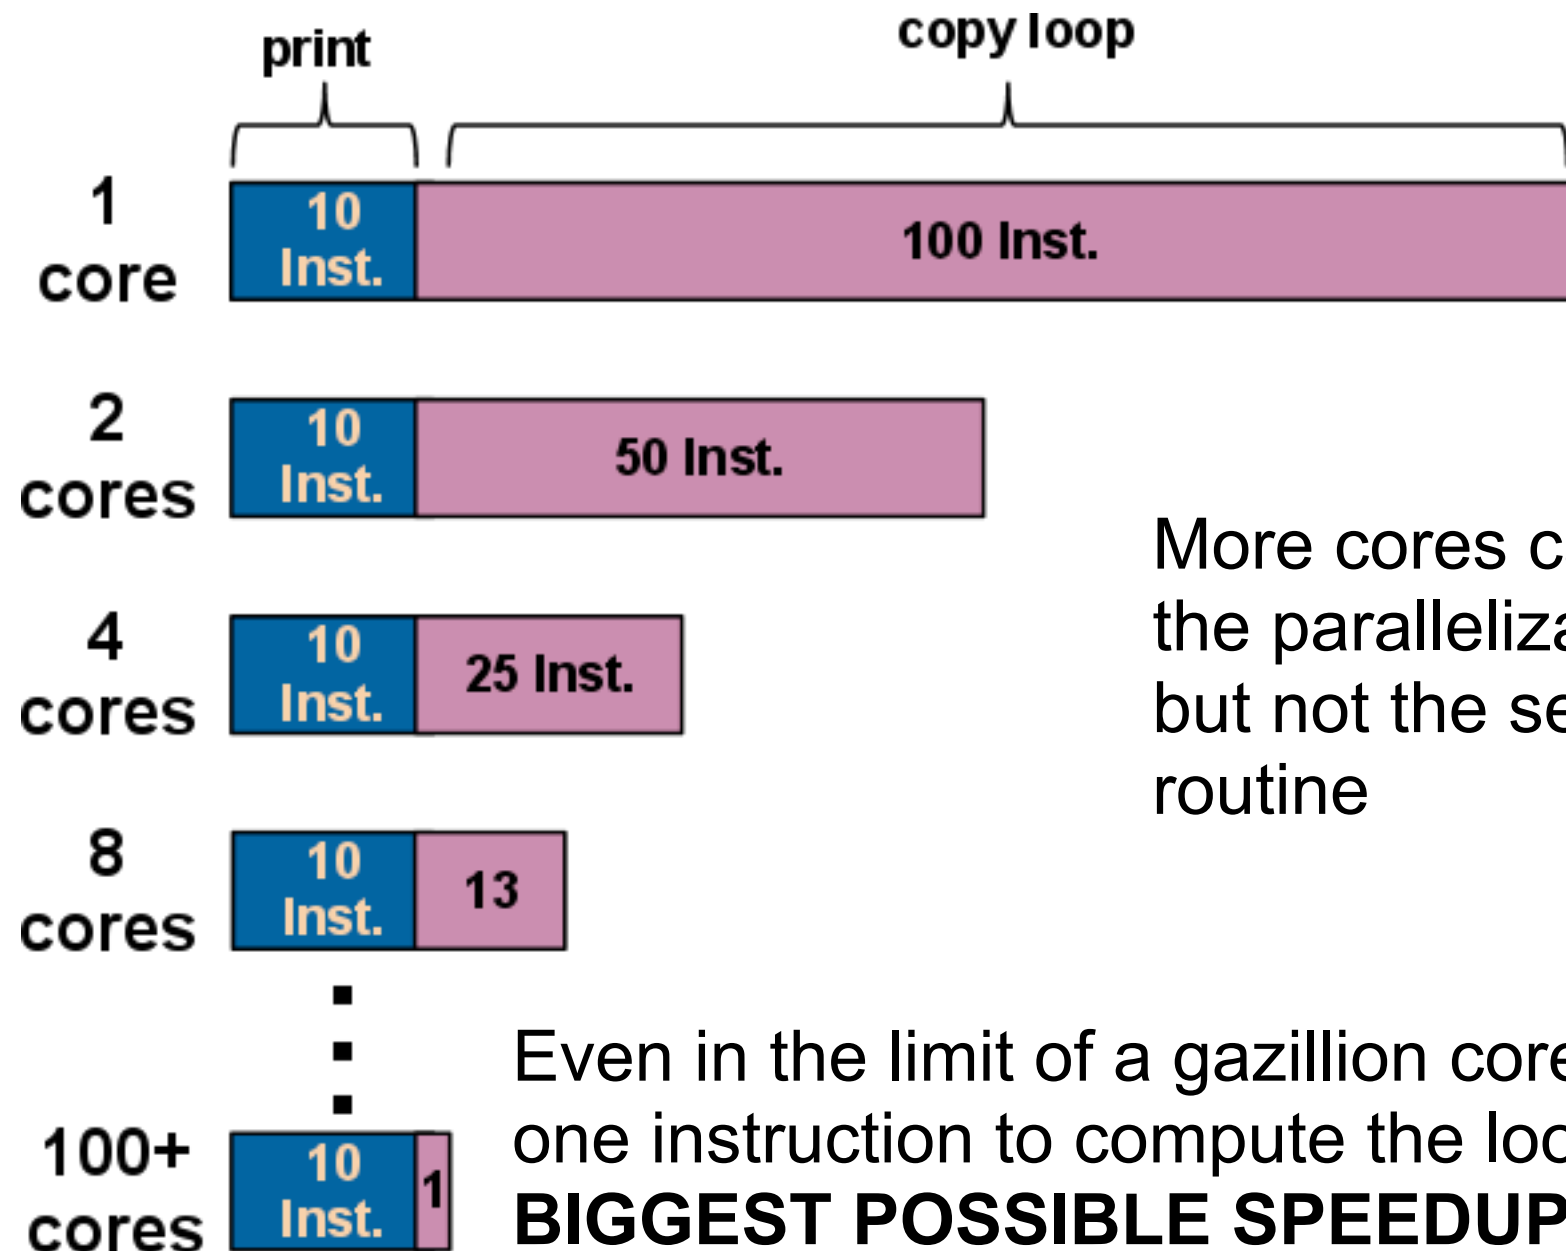 print
copy loop
1
core
10
Inst.
100 Inst.
2
cores
10
Inst.
50 Inst.
More cores c
the paralleliza
but not the se
routine
4
cores
10
Inst.
25 Inst.
8
cores
10
Inst.
13
Even in the limit of a gazillion core
one instruction to compute the loo
BIGGEST POSSIBLE SPEEDUP
100+
cores
10
Inst.
1